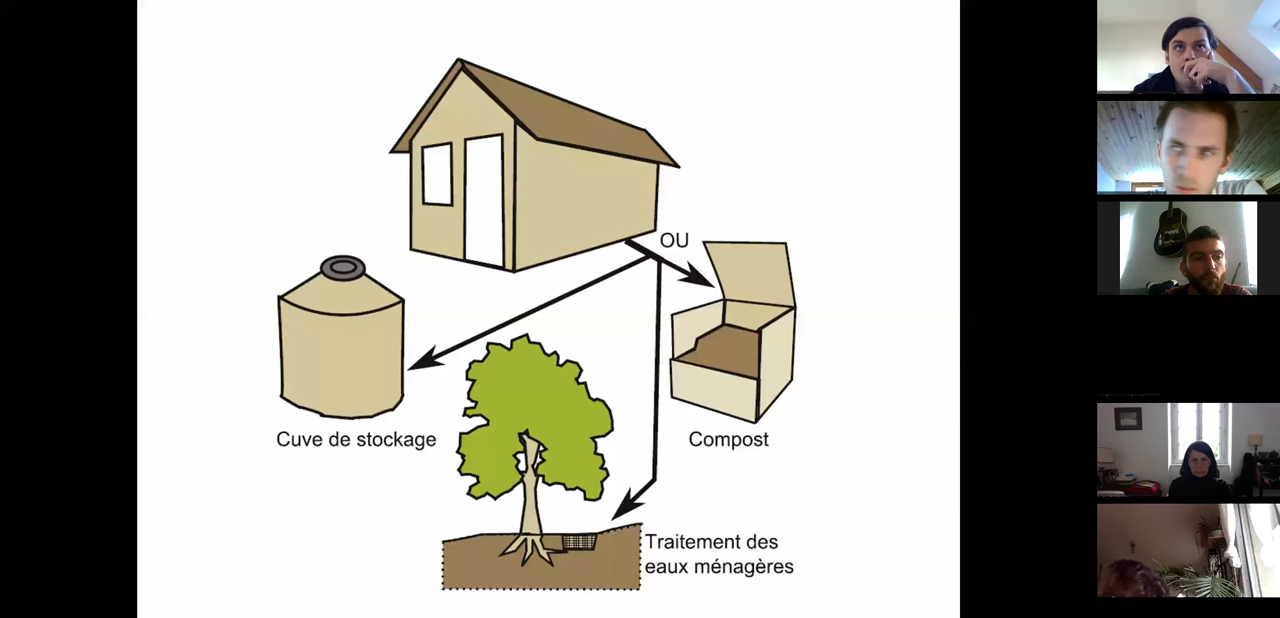 OU
Cuve de stockage
Compost
Traitement des
eaux ménagères